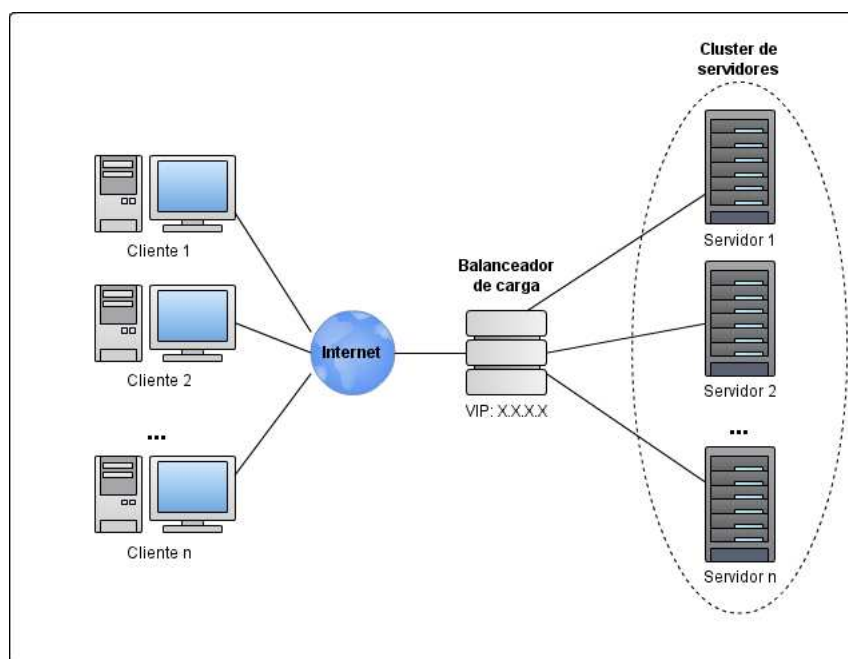 Cluster de
servidores
Cliente 1
Servidor 1
Balanceador
de carga
Internet
Cliente 2
VIP: X.X.X.X
Servidor 2
...
...
Cliente n
Servidor n